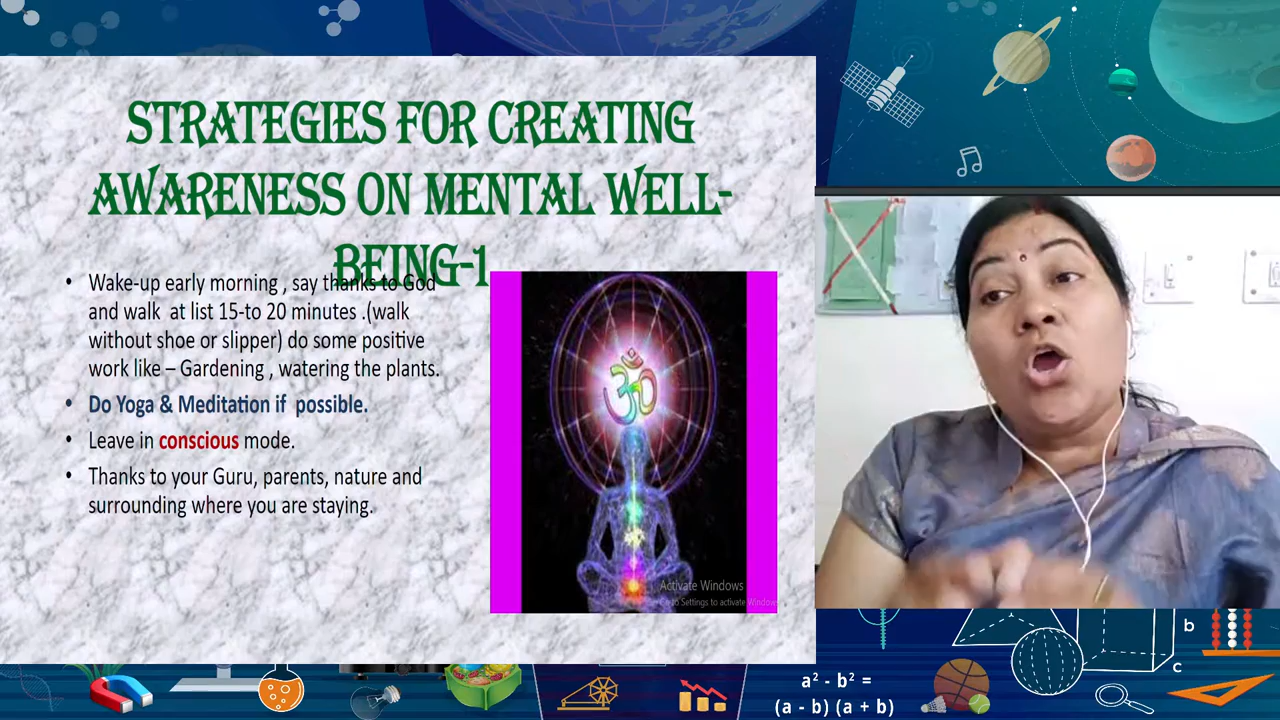 STRATEGIES FOR CREATING
AWARENESS ON MENTAL WELL-
BEING-1
• Wake-up early morning , say thanks to God
and walk at list 15-to 20 minutes .(walk
without shoe or slipper) do some positive
work like – Gardening , watering the plants.
• Do Yoga & Meditation if possible.
• Leave in conscious mode.
• Thanks to your Guru, parents, nature and
surrounding where you are staying.
ॐ
Activate Windows
Go to Settings to activate Windows
b
c
a² - b² =
(a - b) (a + b)